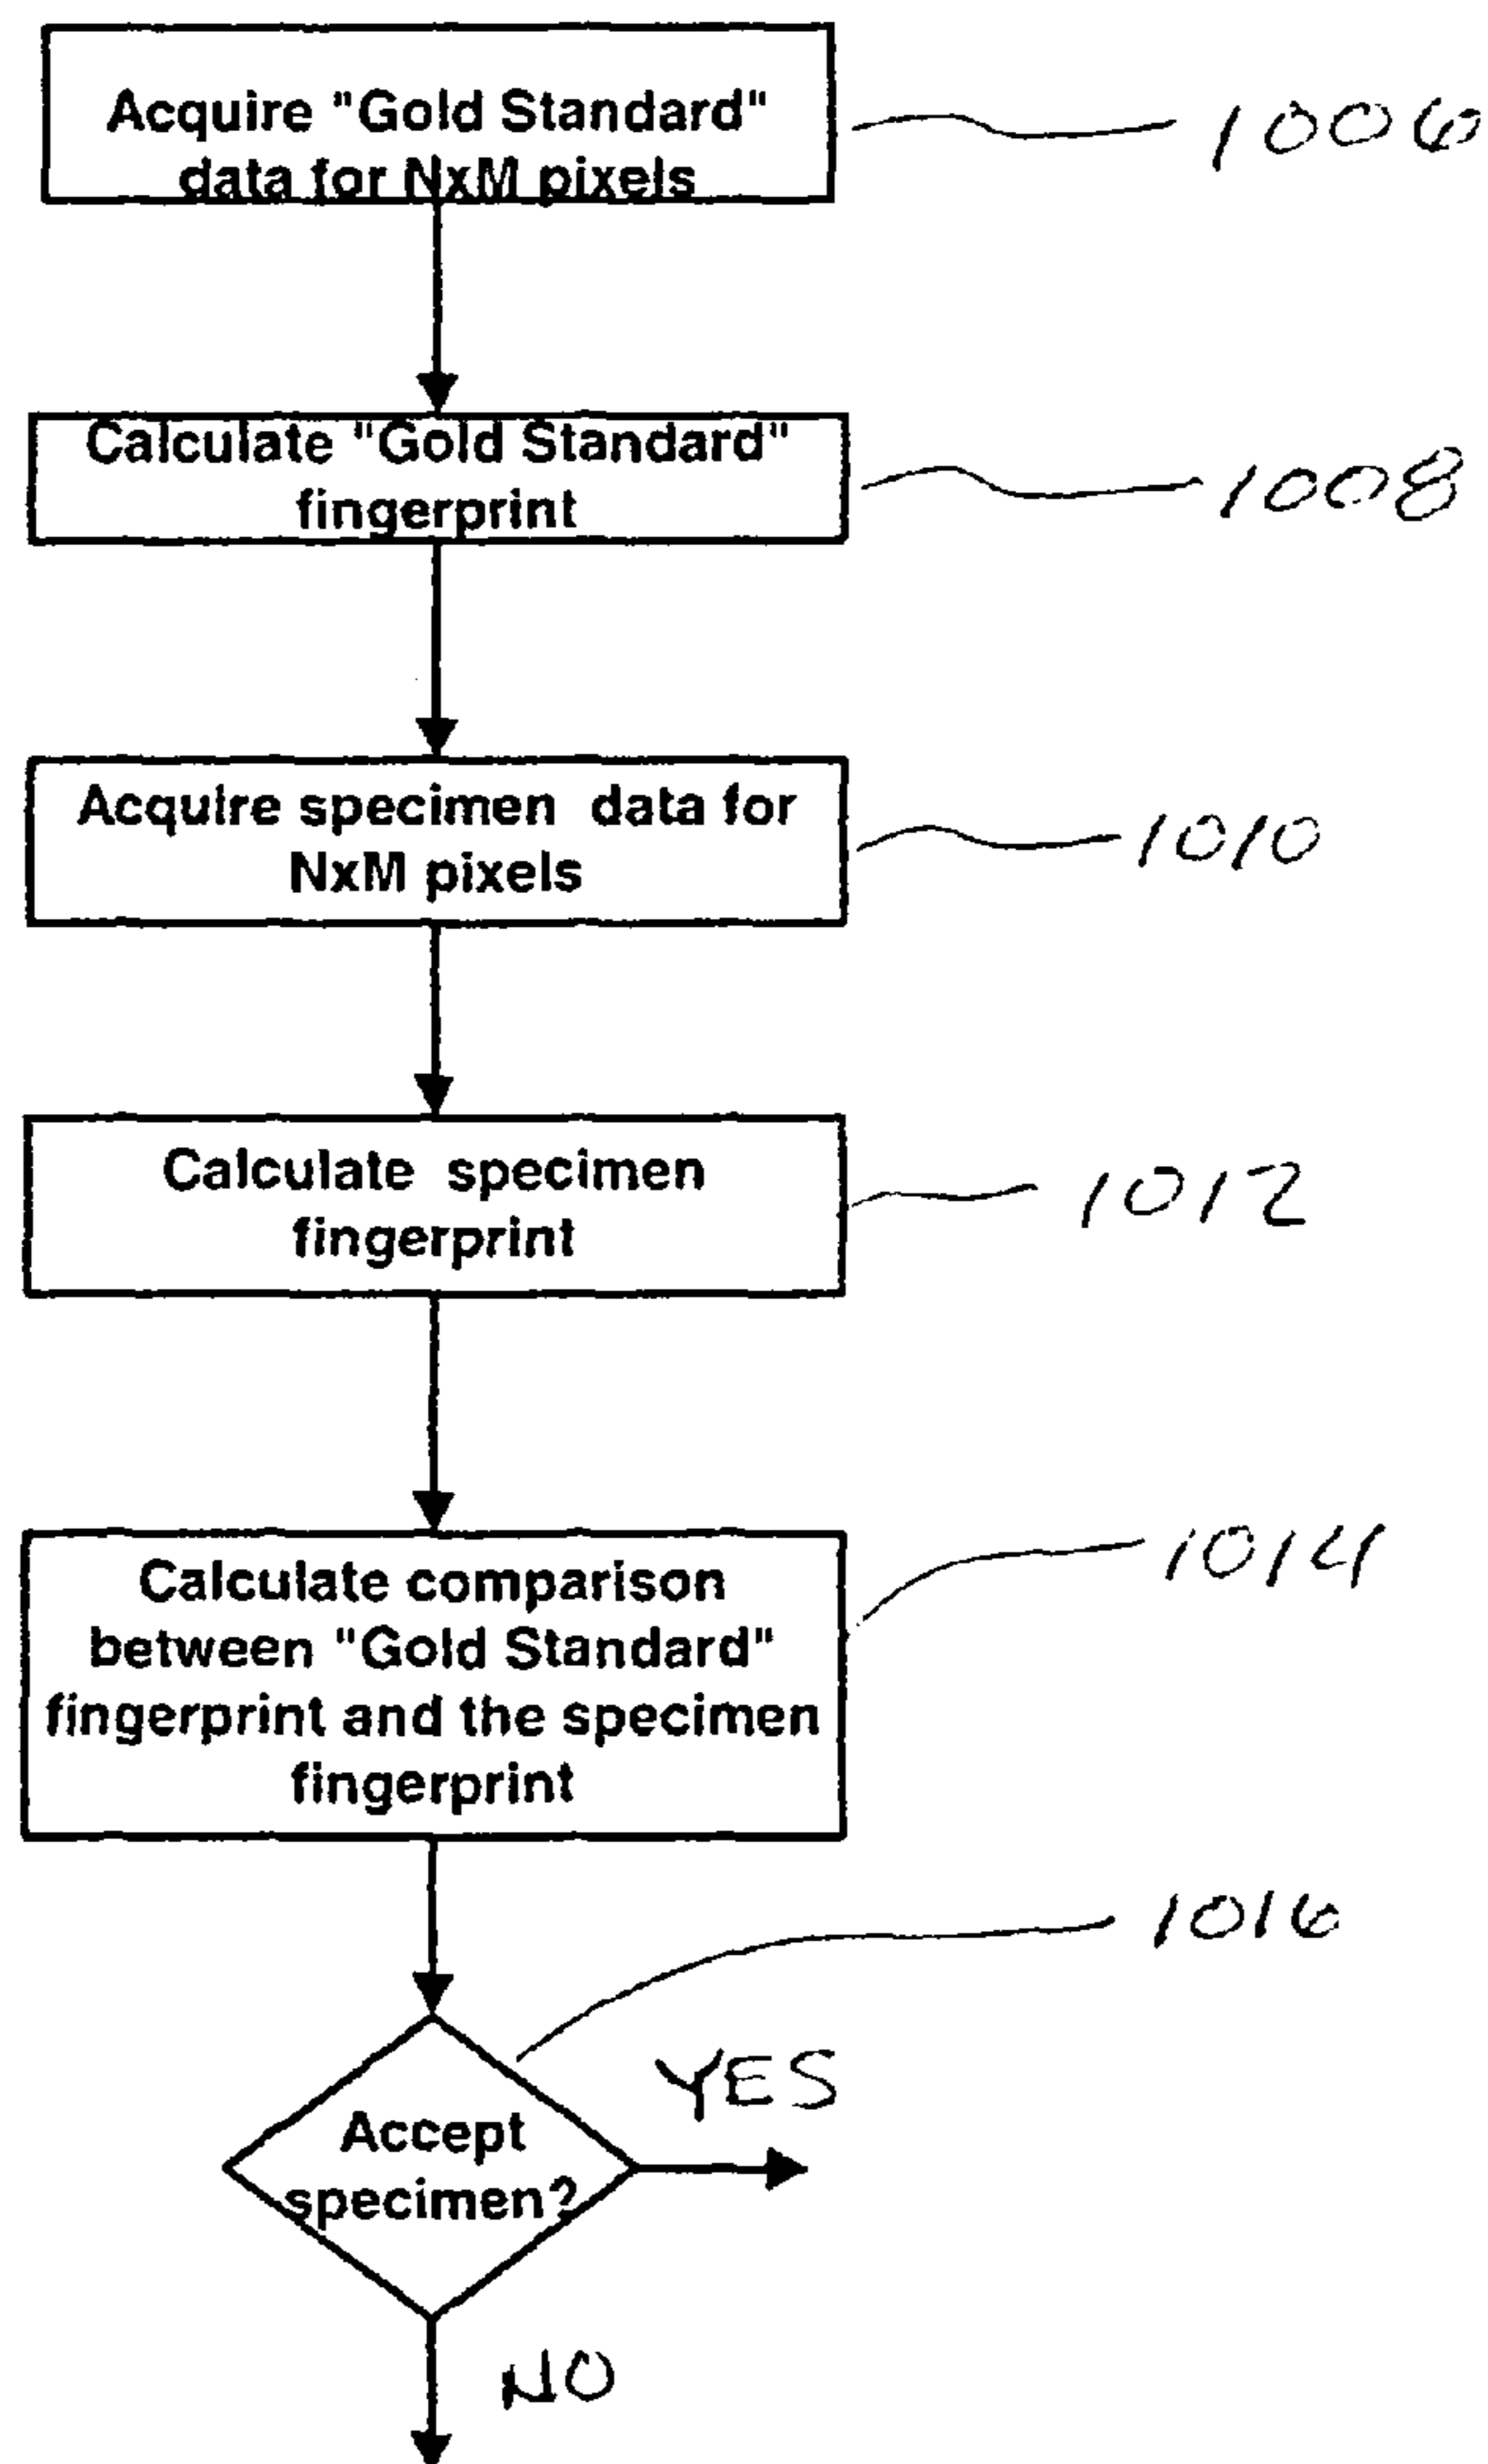 Acquire "Gold Standard"
data for NxM pixels
1006
Calculate "Gold Standard"
fingerprint
1008
Acquire specimen data for
NxM pixels
1010
Calculate specimen
fingerprint
1012
Calculate comparison
between "Gold Standard"
fingerprint and the specimen
fingerprint
1014
1016
Accept
specimen?
YES
NO